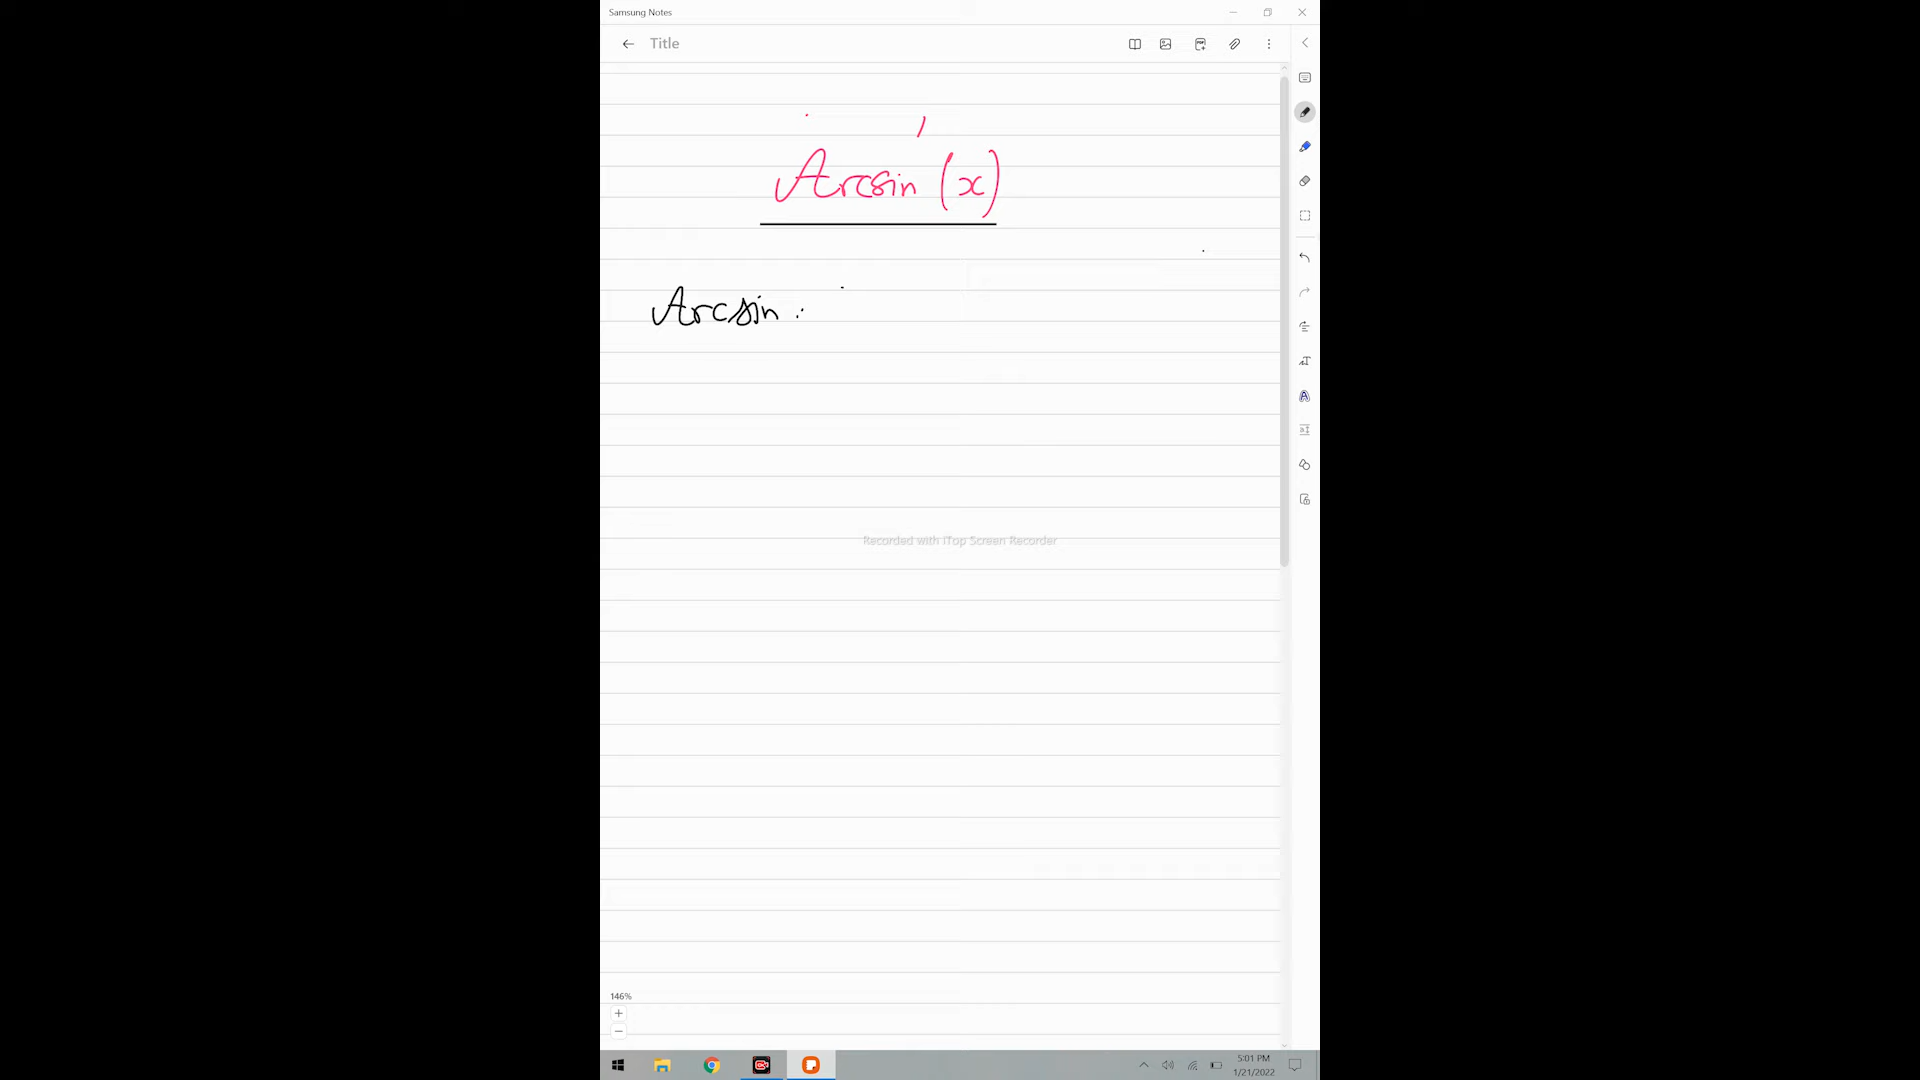 Samsung Notes
Title
Arcsin (x)
Arcsin :
Recorded with iTop Screen Recorder
146%
5:01 PM
1/21/2022